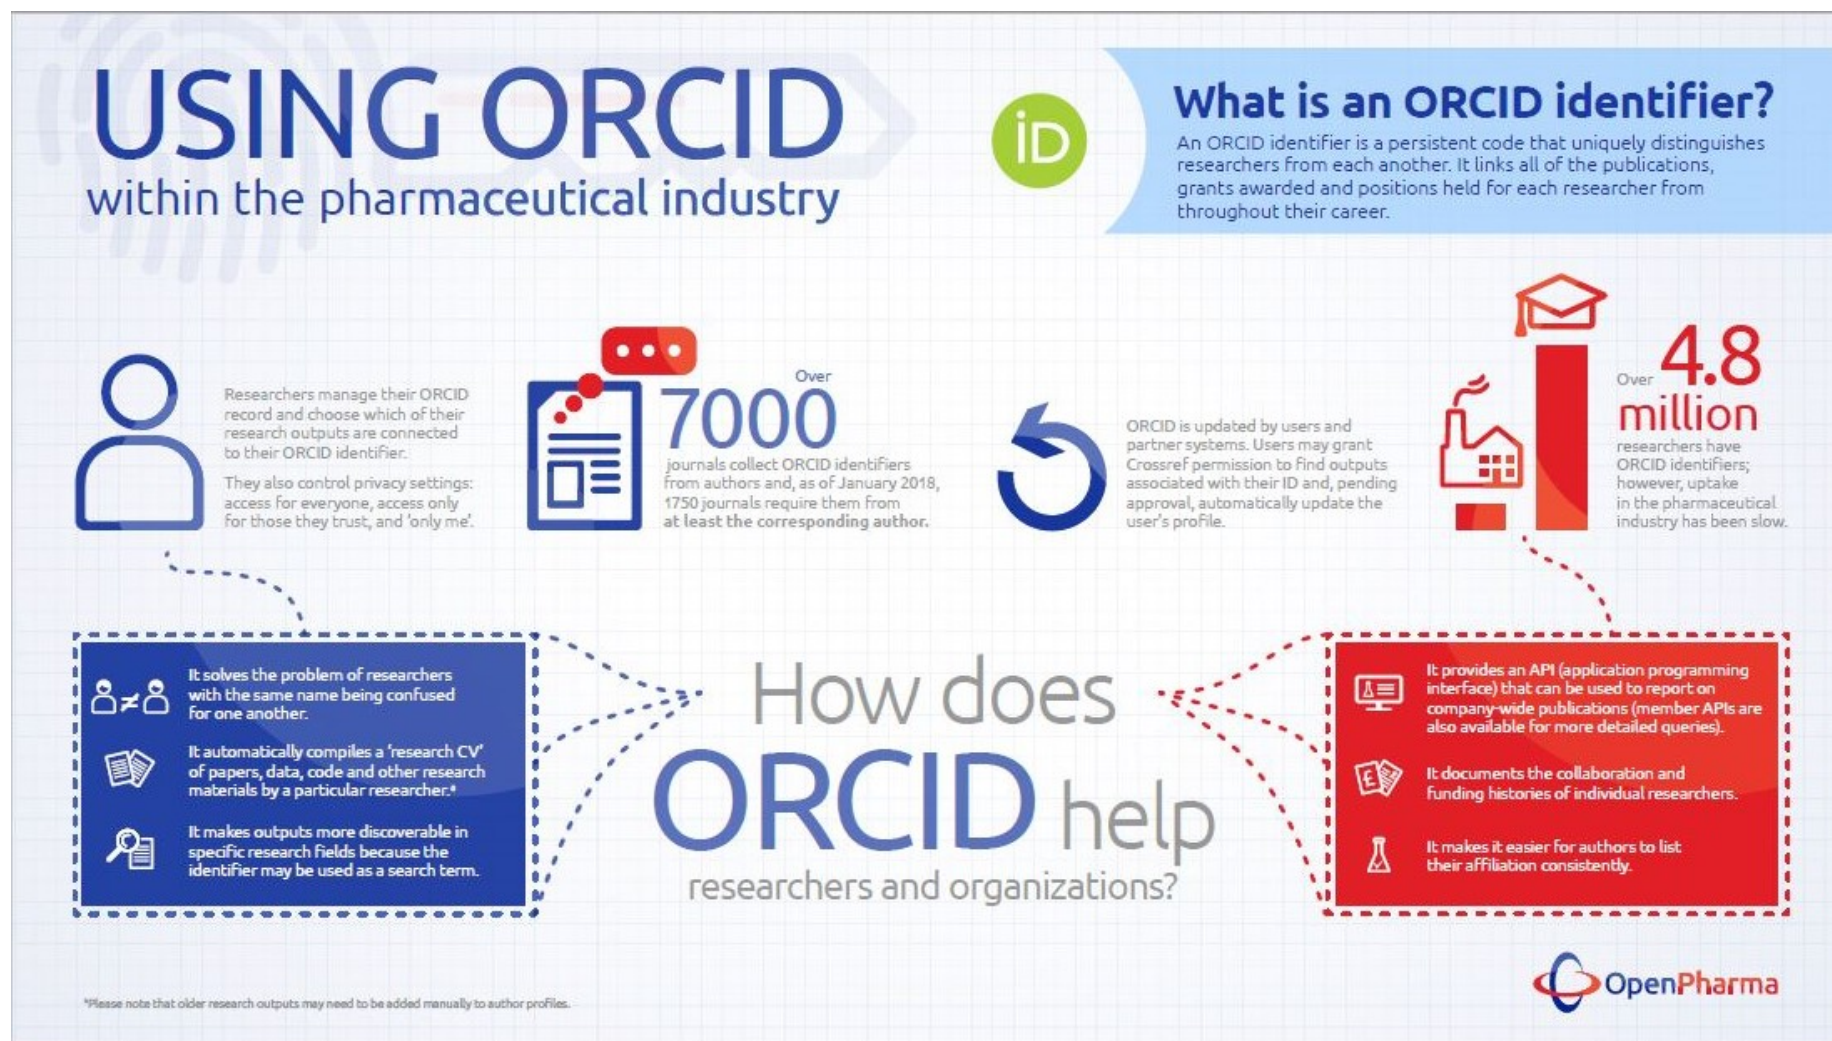 USING ORCID
within the pharmaceutical industry
iD
What is an ORCID identifier?
An ORCID identifier is a persistent code that uniquely distinguishes
researchers from each another. It links all of the publications,
grants awarded and positions held for each researcher from
throughout their career.
Researchers manage their ORCID
record and choose which of their
research outputs are connected
to their ORCID identifier.
They also control privacy settings:
access for everyone, access only
for those they trust, and 'only me'.
Over
7000
journals collect ORCID identifiers
from authors and, as of January 2018,
1750 journals require them from
at least the corresponding author.
ORCID is updated by users and
partner systems. Users may grant
Crossref permission to find outputs
associated with their ID and, pending
approval, automatically update the
user's profile.
Over 4.8
million
researchers have
ORCID identifiers;
however, uptake
in the pharmaceutical
industry has been slow.
It solves the problem of researchers
with the same name being confused
for one another.
It automatically compiles a 'research CV'
of papers, data, code and other research
materials by a particular researcher.*
It makes outputs more discoverable in
specific research fields because the
identifier may be used as a search term.
How does
ORCID help
researchers and organizations?
It provides an API (application programming
interface) that can be used to report on
company-wide publications (member APIs are
also available for more detailed queries).
£
It documents the collaboration and
funding histories of individual researchers.
It makes it easier for authors to list
their affiliation consistently.
*Please note that older research outputs may need to be added manually to author profiles.
OpenPharma